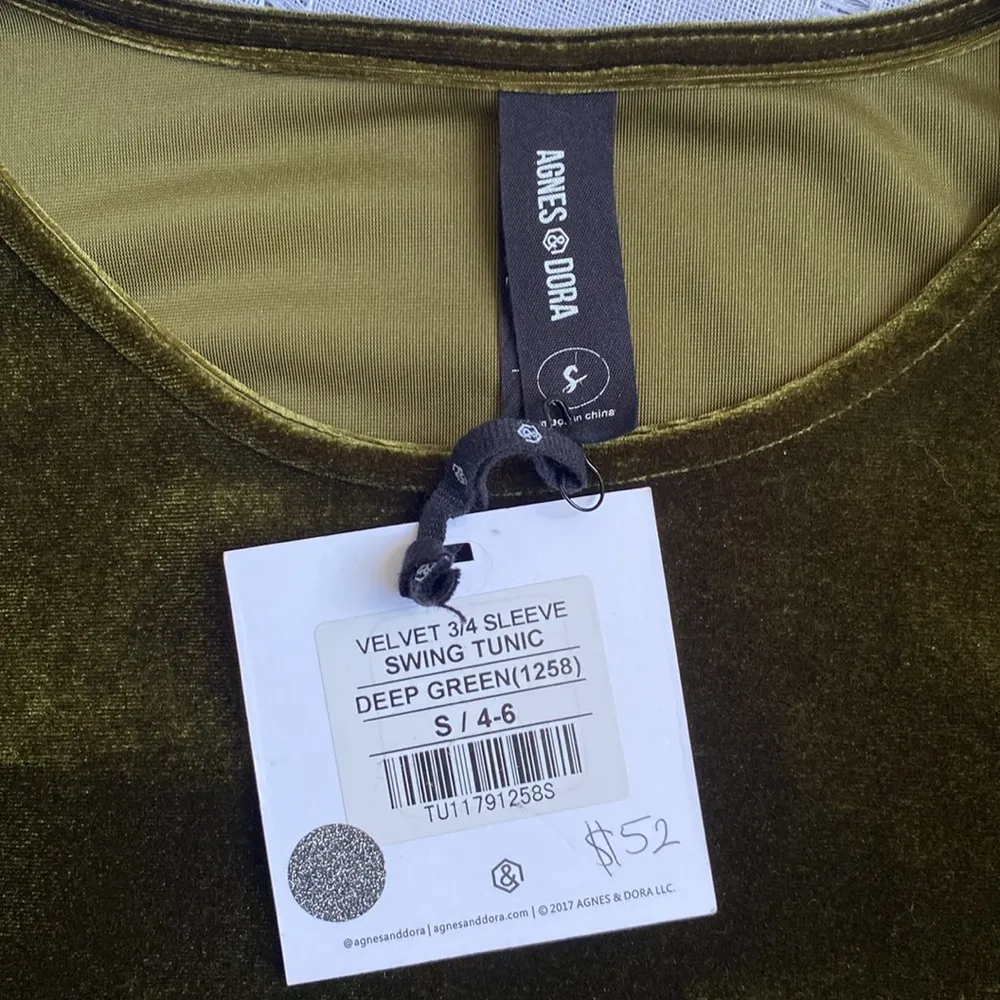 AGNES & DORA
S
made in china
VELVET 3/4 SLEEVE
SWING TUNIC
DEEP GREEN(1258)
S / 4-6
TU11791258S
$52
&
@agnesanddora | agnesanddora.com | © 2017 AGNES & DORA LLC.